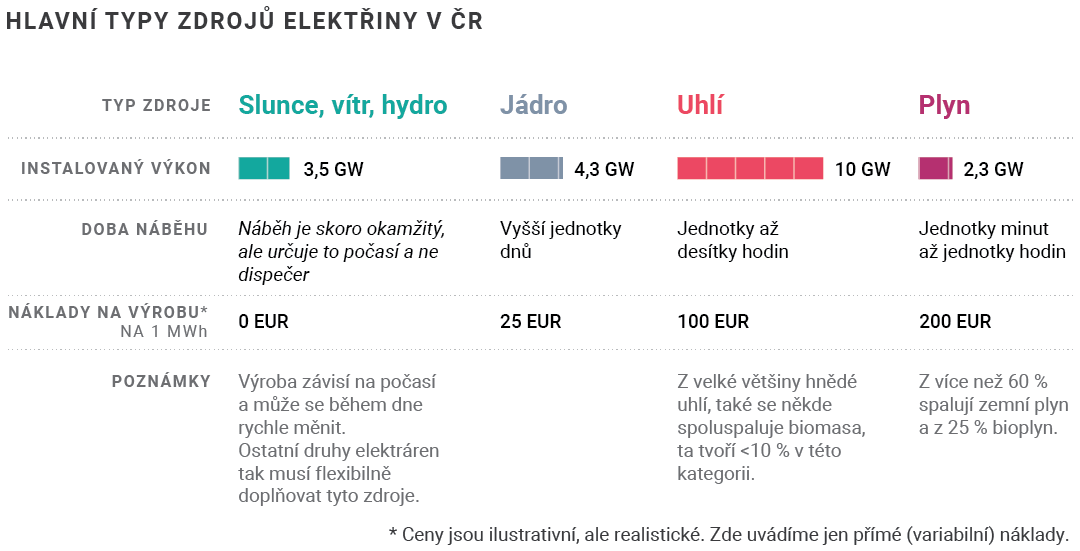 HLAVNÍ TYPY ZDROJŮ ELEKTŘINY V ČR
TYP ZDROJE Slunce, vítr, hydro Jádro Uhlí Plyn
INSTALOVANÝ VÝKON 3,5 GW 4,3 GW 10 GW 2,3 GW
DOBA NÁBĚHU
Náběh je skoro okamžitý,
ale určuje to počasí a ne
dispečer
Vyšší jednotky
dnů
Jednotky až
desítky hodin
Jednotky minut
až jednotky hodin
NÁKLADY NA VÝROBU*
NA 1 MWh
0 EUR 25 EUR 100 EUR 200 EUR
POZNÁMKY
Výroba závisí na počasí
a může se během dne
rychle měnit.
Ostatní druhy elektráren
tak musí flexibilně
doplňovat tyto zdroje.
Z velké většiny hnědé
uhlí, také se někde
spoluspaluje biomasa,
ta tvoří <10 % v této
kategorii.
Z více než 60 %
spalují zemní plyn
a z 25 % bioplyn.
* Ceny jsou ilustrativní, ale realistické. Zde uvádíme jen přímé (variabilní) náklady.